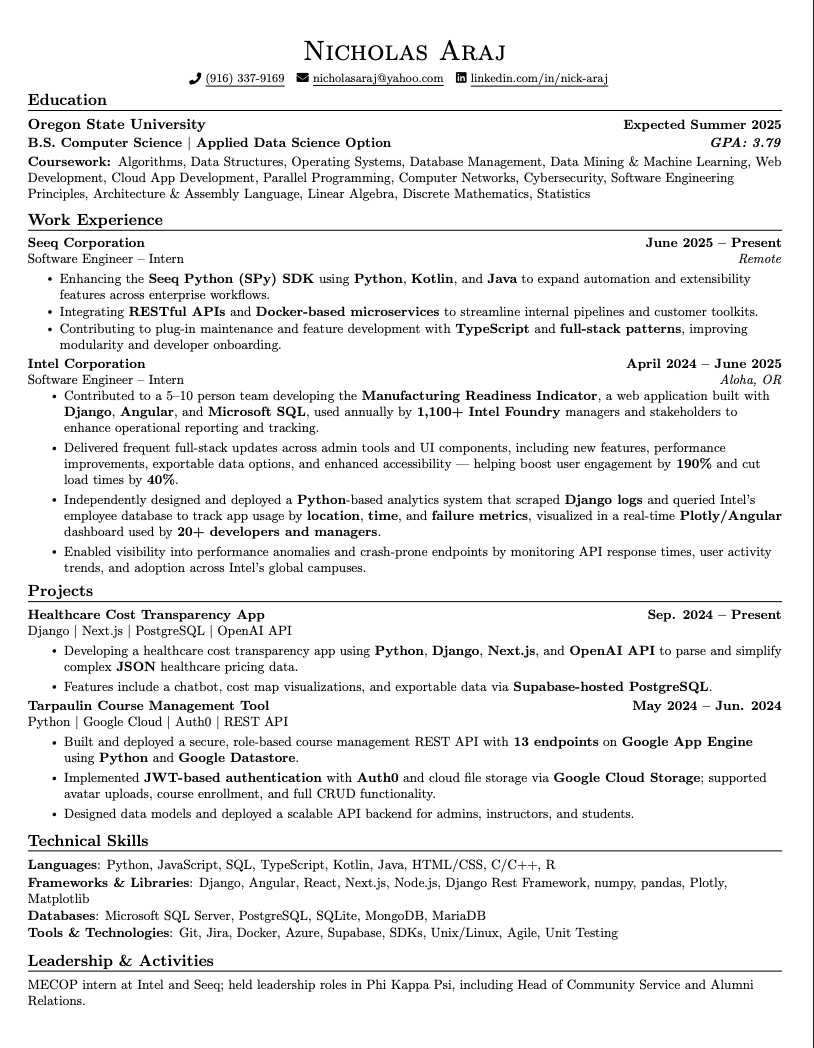 Nicholas Araj
(916) 337-9169 nicholasaraj@yahoo.com linkedin.com/in/nick-araj
Education
Oregon State University Expected Summer 2025
B.S. Computer Science | Applied Data Science Option GPA: 3.79
Coursework: Algorithms, Data Structures, Operating Systems, Database Management, Data Mining & Machine Learning, Web
Development, Cloud App Development, Parallel Programming, Computer Networks, Cybersecurity, Software Engineering
Principles, Architecture & Assembly Language, Linear Algebra, Discrete Mathematics, Statistics
Work Experience
Seeq Corporation June 2025 – Present
Software Engineer – Intern Remote
• Enhancing the Seeq Python (SPy) SDK using Python, Kotlin, and Java to expand automation and extensibility
features across enterprise workflows.
• Integrating RESTful APIs and Docker-based microservices to streamline internal pipelines and customer toolkits.
• Contributing to plug-in maintenance and feature development with TypeScript and full-stack patterns, improving
modularity and developer onboarding.
Intel Corporation April 2024 – June 2025
Software Engineer – Intern Aloha, OR
• Contributed to a 5–10 person team developing the Manufacturing Readiness Indicator, a web application built with
Django, Angular, and Microsoft SQL, used annually by 1,100+ Intel Foundry managers and stakeholders to
enhance operational reporting and tracking.
• Delivered frequent full-stack updates across admin tools and UI components, including new features, performance
improvements, exportable data options, and enhanced accessibility — helping boost user engagement by 190% and cut
load times by 40%.
• Independently designed and deployed a Python-based analytics system that scraped Django logs and queried Intel's
employee database to track app usage by location, time, and failure metrics, visualized in a real-time Plotly/Angular
dashboard used by 20+ developers and managers.
• Enabled visibility into performance anomalies and crash-prone endpoints by monitoring API response times, user activity
trends, and adoption across Intel's global campuses.
Projects
Healthcare Cost Transparency App Sep. 2024 – Present
Django | Next.js | PostgreSQL | OpenAI API
• Developing a healthcare cost transparency app using Python, Django, Next.js, and OpenAI API to parse and simplify
complex JSON healthcare pricing data.
• Features include a chatbot, cost map visualizations, and exportable data via Supabase-hosted PostgreSQL.
Tarpaulin Course Management Tool May 2024 – Jun. 2024
Python | Google Cloud | Auth0 | REST API
• Built and deployed a secure, role-based course management REST API with 13 endpoints on Google App Engine
using Python and Google Datastore.
• Implemented JWT-based authentication with Auth0 and cloud file storage via Google Cloud Storage; supported
avatar uploads, course enrollment, and full CRUD functionality.
• Designed data models and deployed a scalable API backend for admins, instructors, and students.
Technical Skills
Languages: Python, JavaScript, SQL, TypeScript, Kotlin, Java, HTML/CSS, C/C++, R
Frameworks & Libraries: Django, Angular, React, Next.js, Node.js, Django Rest Framework, numpy, pandas, Plotly,
Matplotlib
Databases: Microsoft SQL Server, PostgreSQL, SQLite, MongoDB, MariaDB
Tools & Technologies: Git, Jira, Docker, Azure, Supabase, SDKs, Unix/Linux, Agile, Unit Testing
Leadership & Activities
MECOP intern at Intel and Seeq; held leadership roles in Phi Kappa Psi, including Head of Community Service and Alumni
Relations.